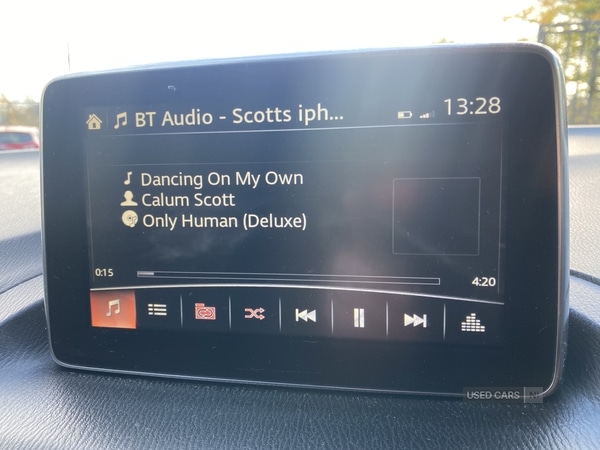 BT Audio - Scotts iph...
13:28
Dancing On My Own
Calum Scott
Only Human (Deluxe)
0:15
4:20
USED CARS NI